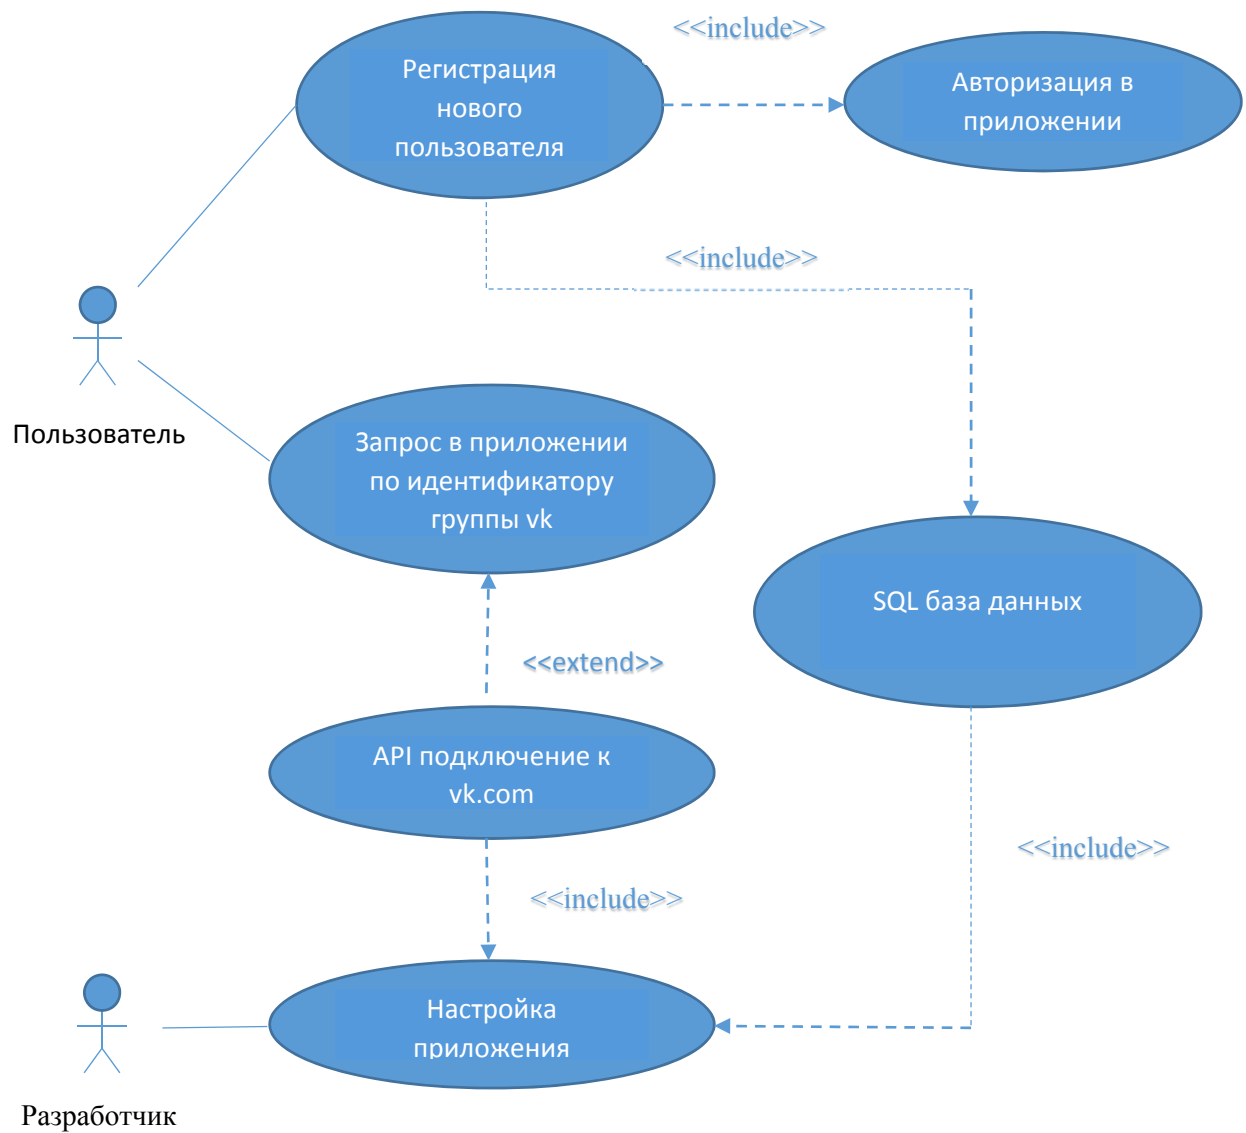 <<include>>
Регистрация
нового
пользователя
Авторизация в
приложении
<<include>>
Пользователь
Запрос в приложении
по идентификатору
группы vk
SQL база данных
<<extend>>
API подключение к
vk.com
<<include>>
<<include>>
Настройка
приложения
Разработчик